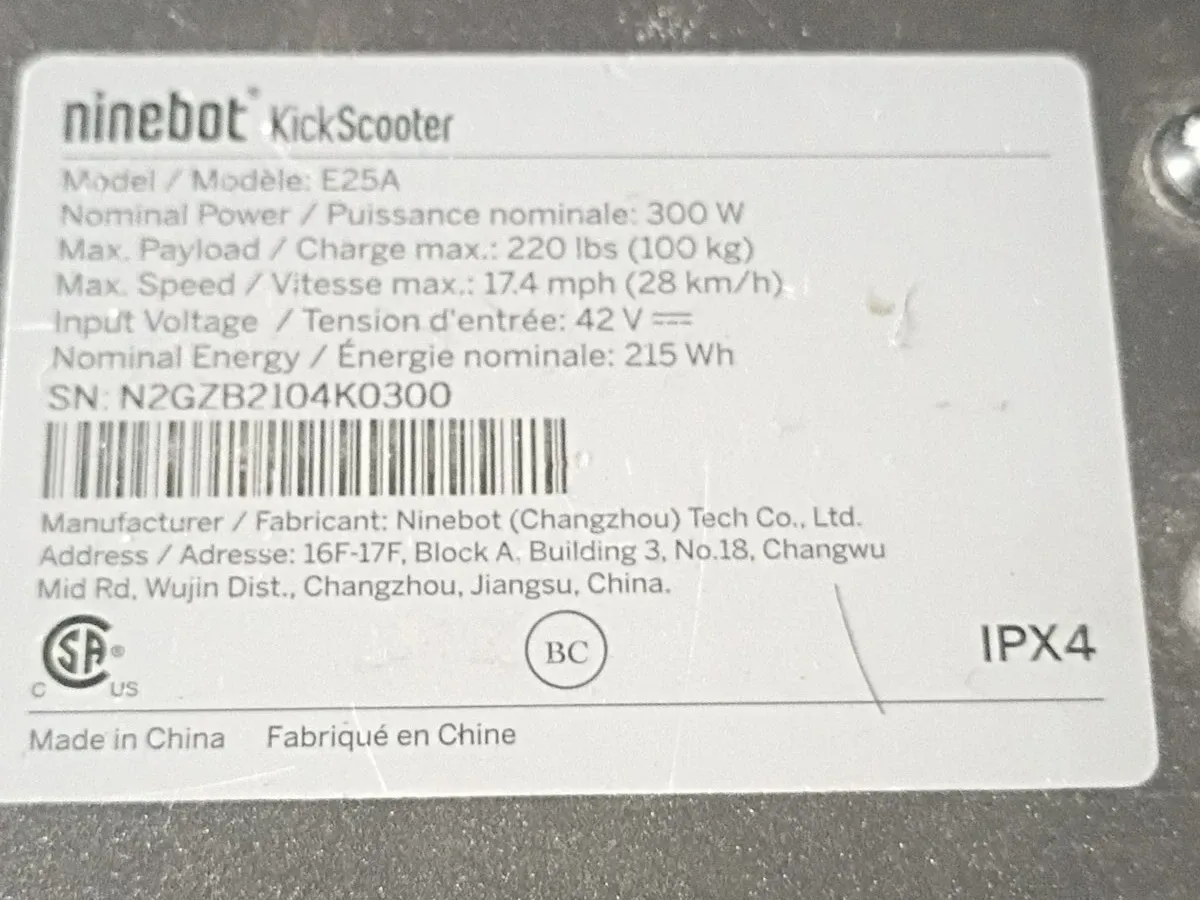 ninebot® KickScooter
Model / Modèle: E25A
Nominal Power / Puissance nominale: 300 W
Max. Payload / Charge max.: 220 lbs (100 kg)
Max. Speed / Vitesse max.: 17.4 mph (28 km/h)
Input Voltage / Tension d'entrée: 42 V ⎓
Nominal Energy / Énergie nominale: 215 Wh
SN: N2GZB2104K0300
Manufacturer / Fabricant: Ninebot (Changzhou) Tech Co., Ltd.
Address / Adresse: 16F-17F, Block A, Building 3, No.18, Changwu
Mid Rd, Wujin Dist., Changzhou, Jiangsu, China.
CSA®
C US
BC
IPX4
Made in China Fabriqué en Chine